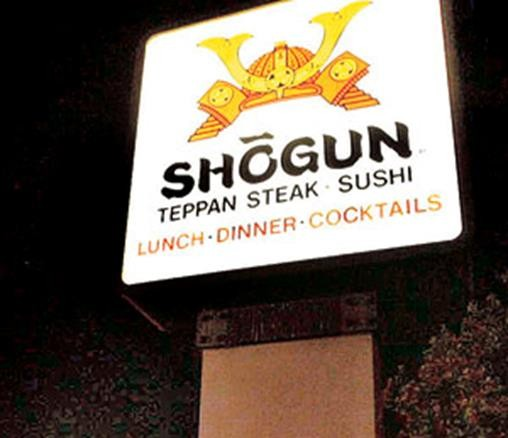 SHŌGUN
TEPPAN STEAK · SUSHI
LUNCH · DINNER · COCKTAILS